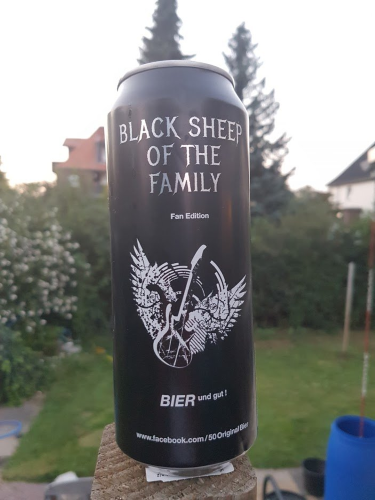 BLACK SHEEP
OF THE
FAMILY
Fan Edition
BIER und gut !
www.facebook.com/50OriginalBier